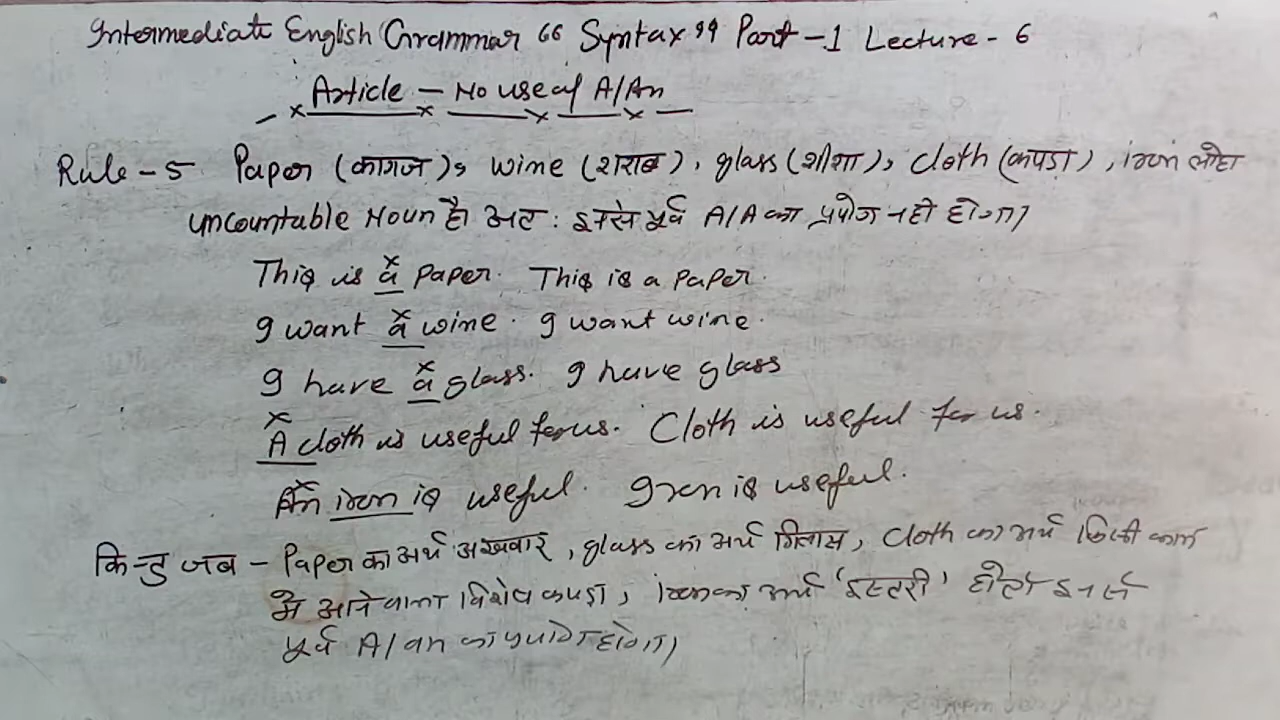 Intermediate English Grammar "Syntax" Part-1 Lecture-6
Article - No use of A/An
Rule-5 Paper (कागज), wine (शराब), glass (शीशा), cloth (कपड़ा), iron लोहा
uncountable Noun है अतः इनसे पूर्व A/A का प्रयोग नही होगा।
This is a paper. This is a paper.
I want a wine. I want wine.
I have a glass. I have glass
A cloth is useful for us. Cloth is useful for us.
An iron is useful. Iron is useful.
किन्तु जब - Paper का अर्थ अखबार, glass का अर्थ गिलास, cloth का अर्थ किसी कार्य
मे आने वाला विशेष कपड़ा, iron का अर्थ 'इस्तरी' हो तो इनसे
पूर्व A/an का प्रयोग होगा।